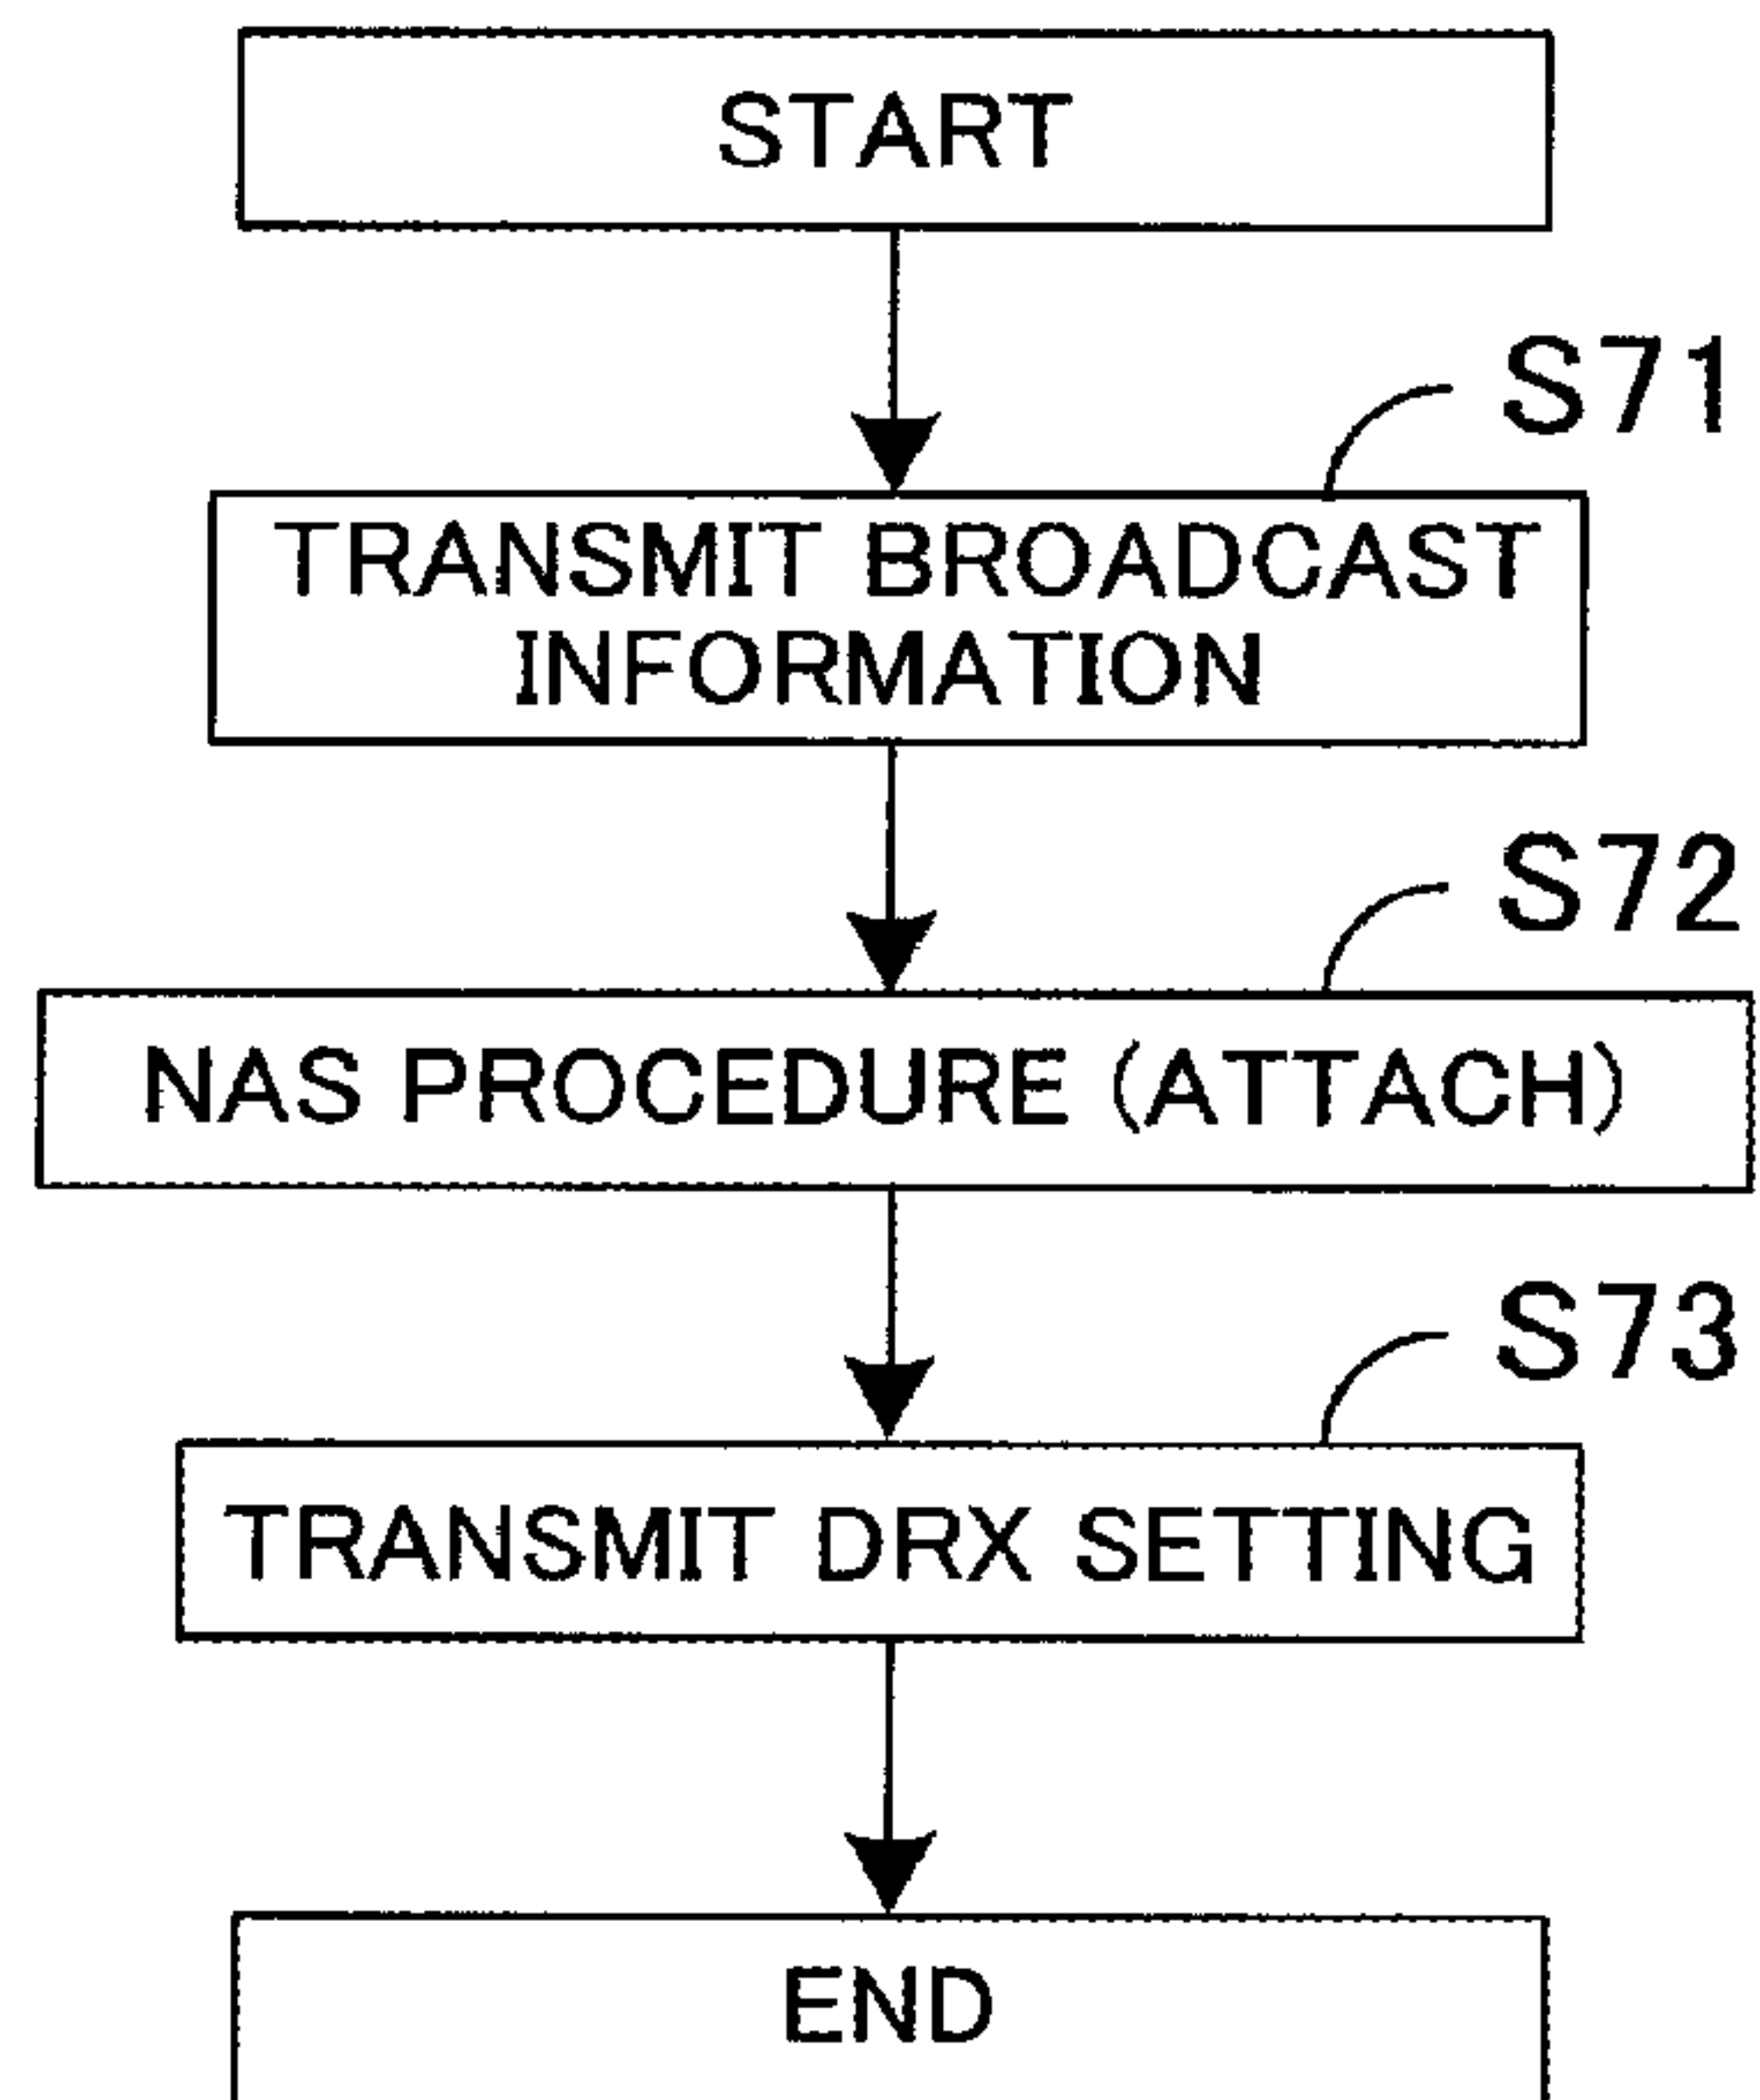 START
S71
TRANSMIT BROADCAST
INFORMATION
S72
NAS PROCEDURE (ATTACH)
S73
TRANSMIT DRX SETTING
END